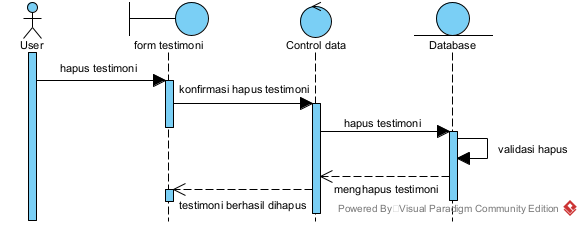 User
form testimoni
Control data
Database
hapus testimoni
konfirmasi hapus testimoni
hapus testimoni
validasi hapus
menghapus testimoni
testimoni berhasil dihapus
Powered By Visual Paradigm Community Edition